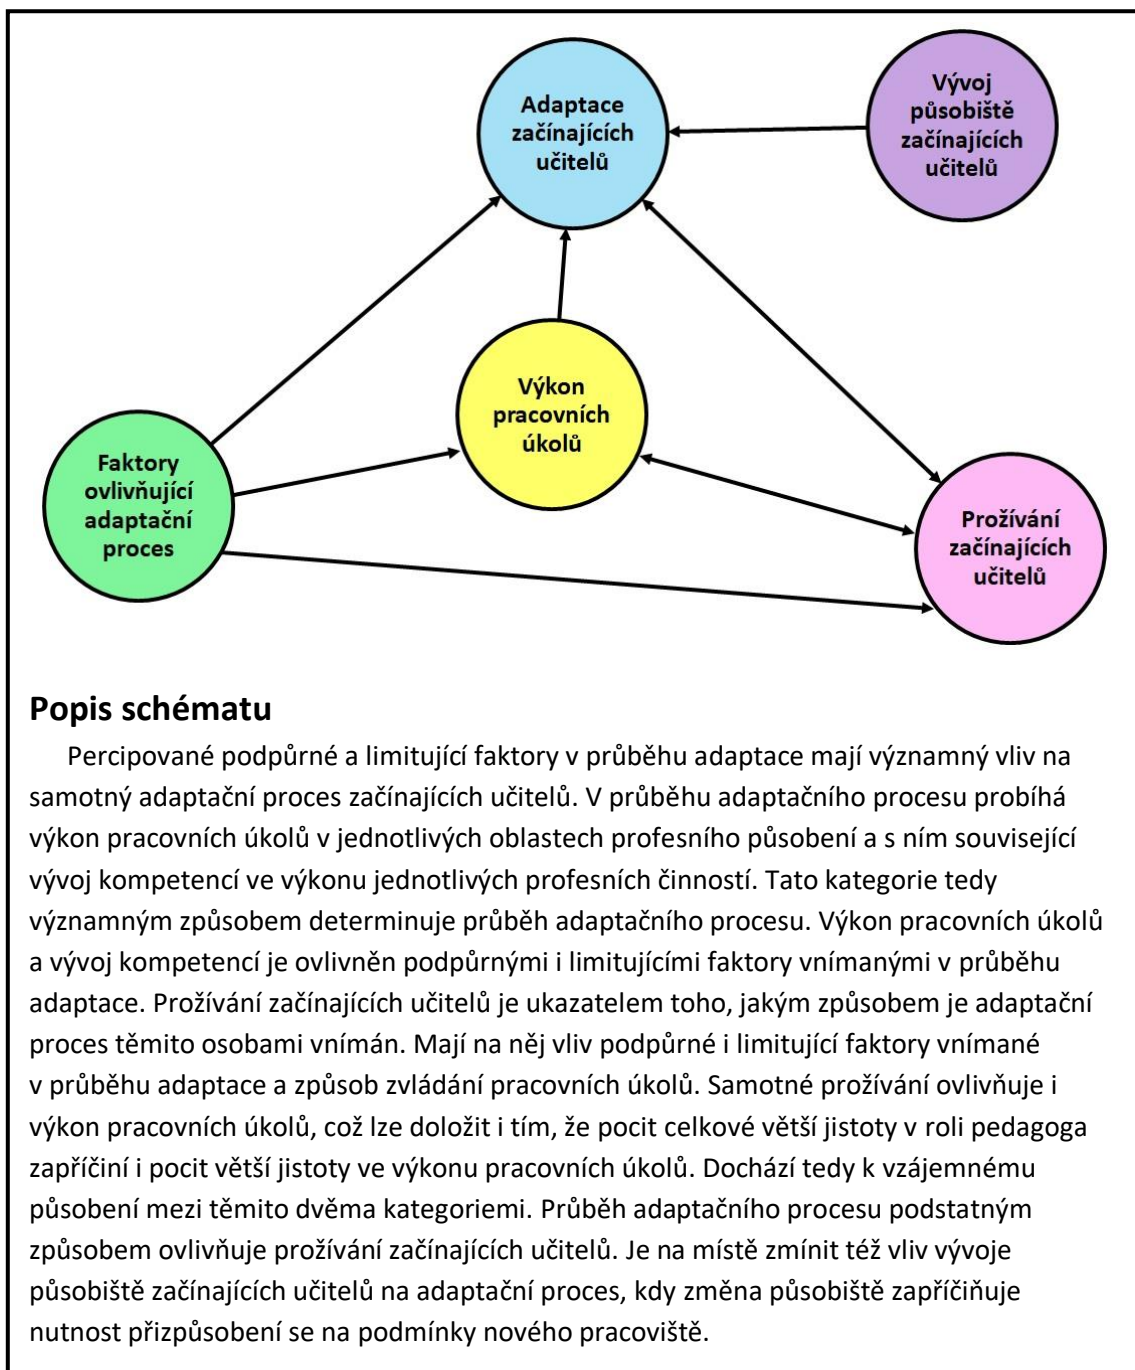 Adaptace
začínajících
učitelů
Vývoj
působiště
začínajících
učitelů
Výkon
pracovních
úkolů
Faktory
ovlivňující
adaptační
proces
Prožívání
začínajících
učitelů
Popis schématu
Percipované podpůrné a limitující faktory v průběhu adaptace mají významný vliv na
samotný adaptační proces začínajících učitelů. V průběhu adaptačního procesu probíhá
výkon pracovních úkolů v jednotlivých oblastech profesního působení a s ním související
vývoj kompetencí ve výkonu jednotlivých profesních činností. Tato kategorie tedy
významným způsobem determinuje průběh adaptačního procesu. Výkon pracovních úkolů
a vývoj kompetencí je ovlivněn podpůrnými i limitujícími faktory vnímanými v průběhu
adaptace. Prožívání začínajících učitelů je ukazatelem toho, jakým způsobem je adaptační
proces těmito osobami vnímán. Mají na něj vliv podpůrné i limitující faktory vnímané
v průběhu adaptace a způsob zvládání pracovních úkolů. Samotné prožívání ovlivňuje i
výkon pracovních úkolů, což lze doložit i tím, že pocit celkové větší jistoty v roli pedagoga
zapříčiní i pocit větší jistoty ve výkonu pracovních úkolů. Dochází tedy k vzájemnému
působení mezi těmito dvěma kategoriemi. Průběh adaptačního procesu podstatným
způsobem ovlivňuje prožívání začínajících učitelů. Je na místě zmínit též vliv vývoje
působiště začínajících učitelů na adaptační proces, kdy změna působiště zapříčiňuje
nutnost přizpůsobení se na podmínky nového pracoviště.